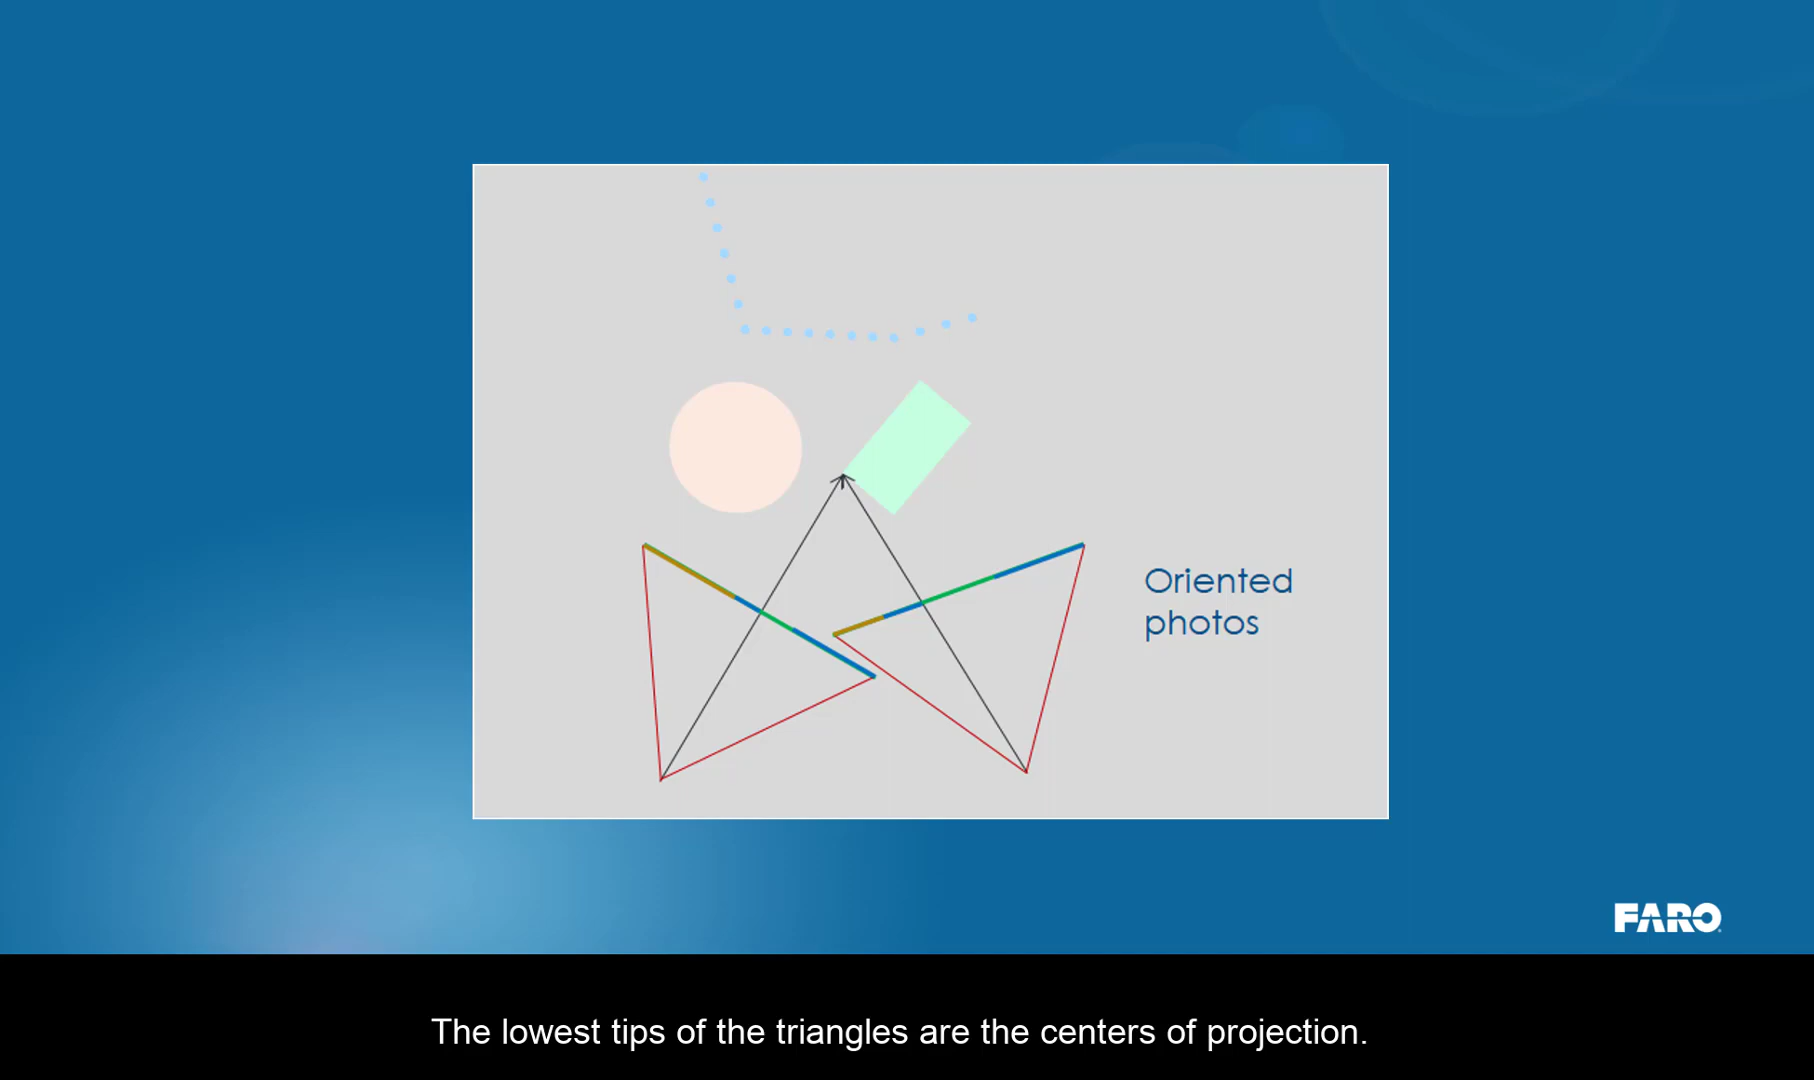 Oriented
photos
FARO
The lowest tips of the triangles are the centers of projection.